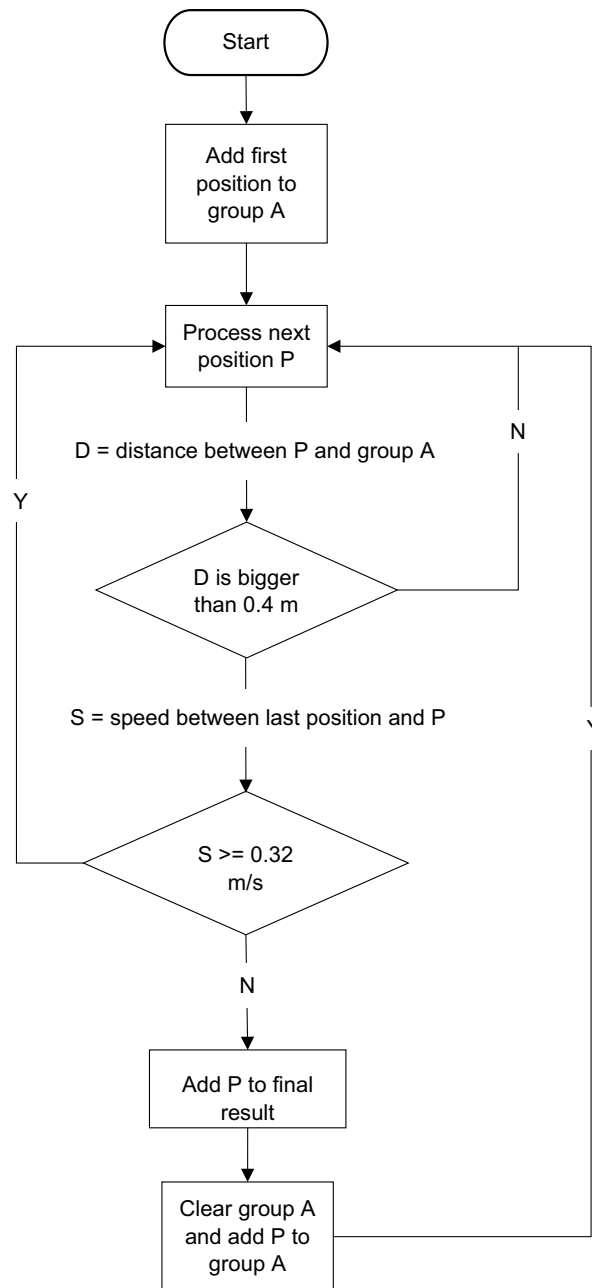 Start
Add first
position to
group A
Process next
position P
N
D = distance between P and group A
Y
D is bigger
than 0.4 m
S = speed between last position and P
Y
S >= 0.32
m/s
N
Add P to final
result
Clear group A
and add P to
group A